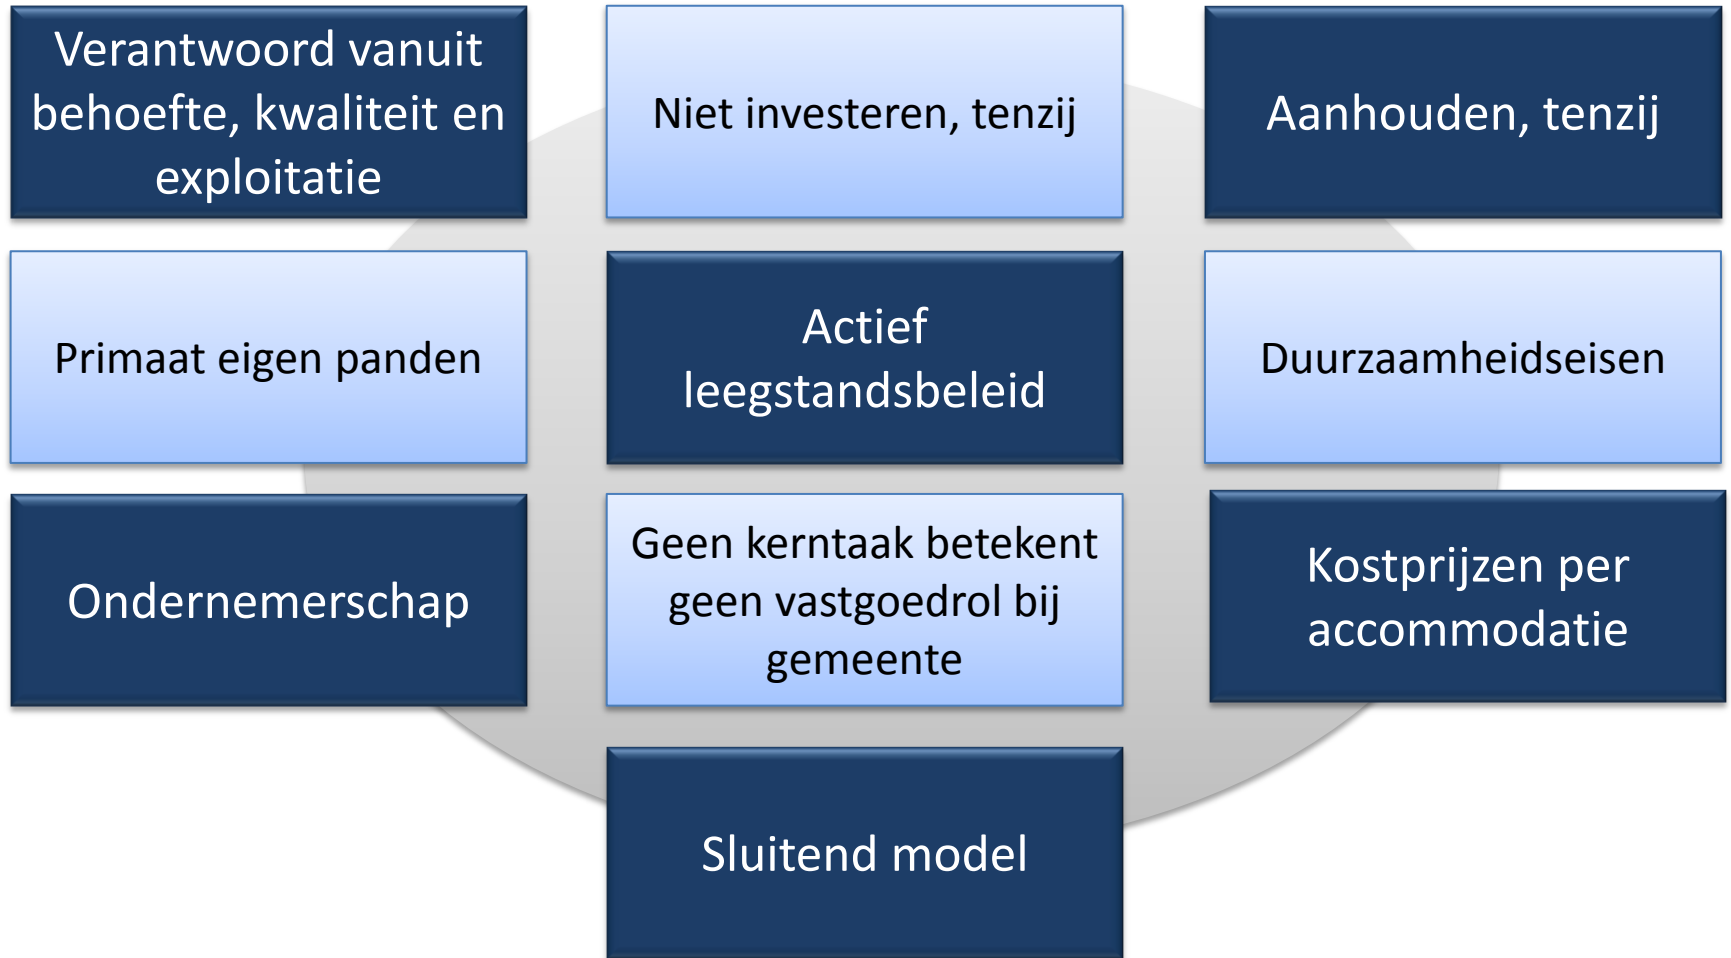 Verantwoord vanuit
behoefte, kwaliteit en
exploitatie
Niet investeren, tenzij
Aanhouden, tenzij
Primaat eigen panden
Actief
leegstandsbeleid
Duurzaamheidseisen
Ondernemerschap
Geen kerntaak betekent
geen vastgoedrol bij
gemeente
Kostprijzen per
accommodatie
Sluitend model